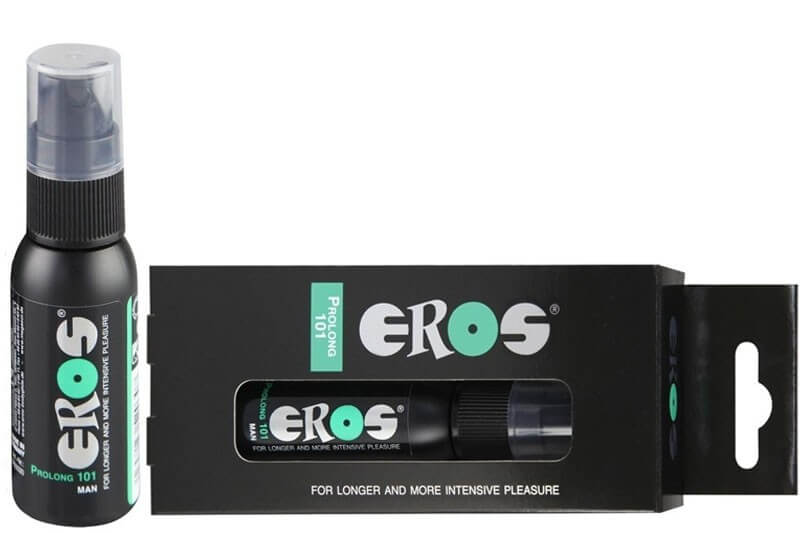 EROS®
PROLONG 101
MAN
FOR LONGER AND MORE INTENSIVE PLEASURE
PROLONG
101
EROS®
PROLONG 101
MAN
EROS®
FOR LONGER AND MORE INTENSIVE PLEASURE
FOR LONGER AND MORE INTENSIVE PLEASURE
EROS